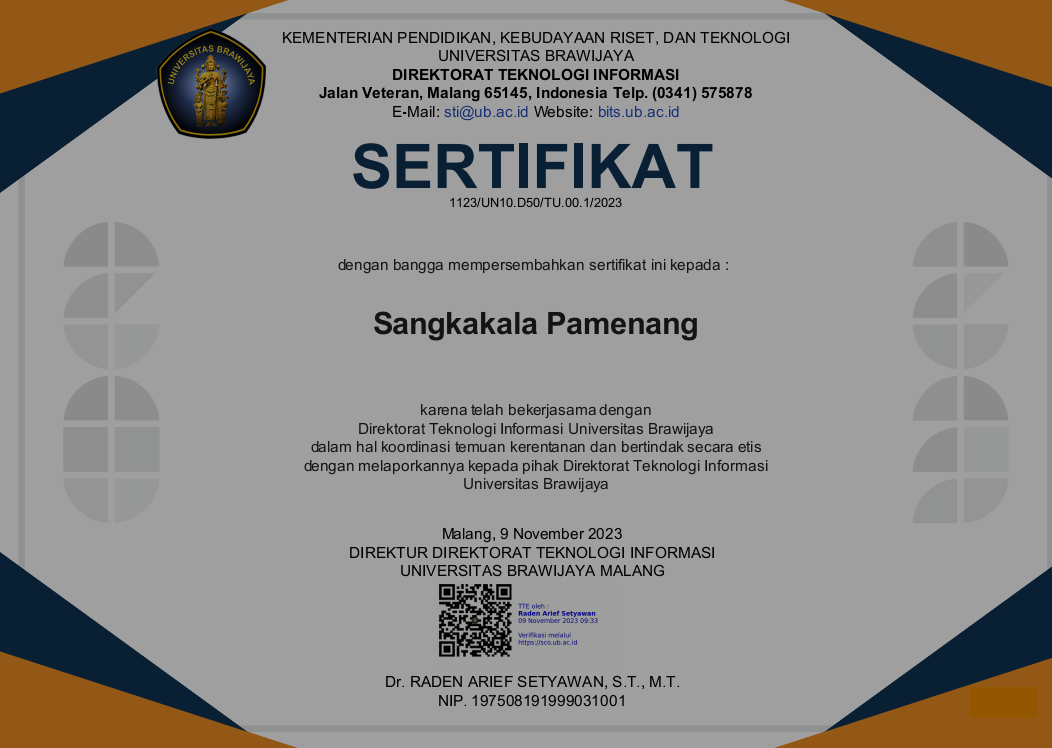 UNIVERSITAS BRAWIJAYA
KEMENTERIAN PENDIDIKAN, KEBUDAYAAN RISET, DAN TEKNOLOGI
UNIVERSITAS BRAWIJAYA
DIREKTORAT TEKNOLOGI INFORMASI
Jalan Veteran, Malang 65145, Indonesia Telp. (0341) 575878
E-Mail: sti@ub.ac.id Website: bits.ub.ac.id
SERTIFIKAT
1123/UN10.D50/TU.00.1/2023
dengan bangga mempersembahkan sertifikat ini kepada :
Sangkakala Pamenang
karena telah bekerjasama dengan
Direktorat Teknologi Informasi Universitas Brawijaya
dalam hal koordinasi temuan kerentanan dan bertindak secara etis
dengan melaporkannya kepada pihak Direktorat Teknologi Informasi
Universitas Brawijaya
Malang, 9 November 2023
DIREKTUR DIREKTORAT TEKNOLOGI INFORMASI
UNIVERSITAS BRAWIJAYA MALANG
TTE oleh :
Raden Arief Setyawan
09 November 2023 09:33
Verifikasi melalui
https://sco.ub.ac.id
Dr. RADEN ARIEF SETYAWAN, S.T., M.T.
NIP. 197508191999031001